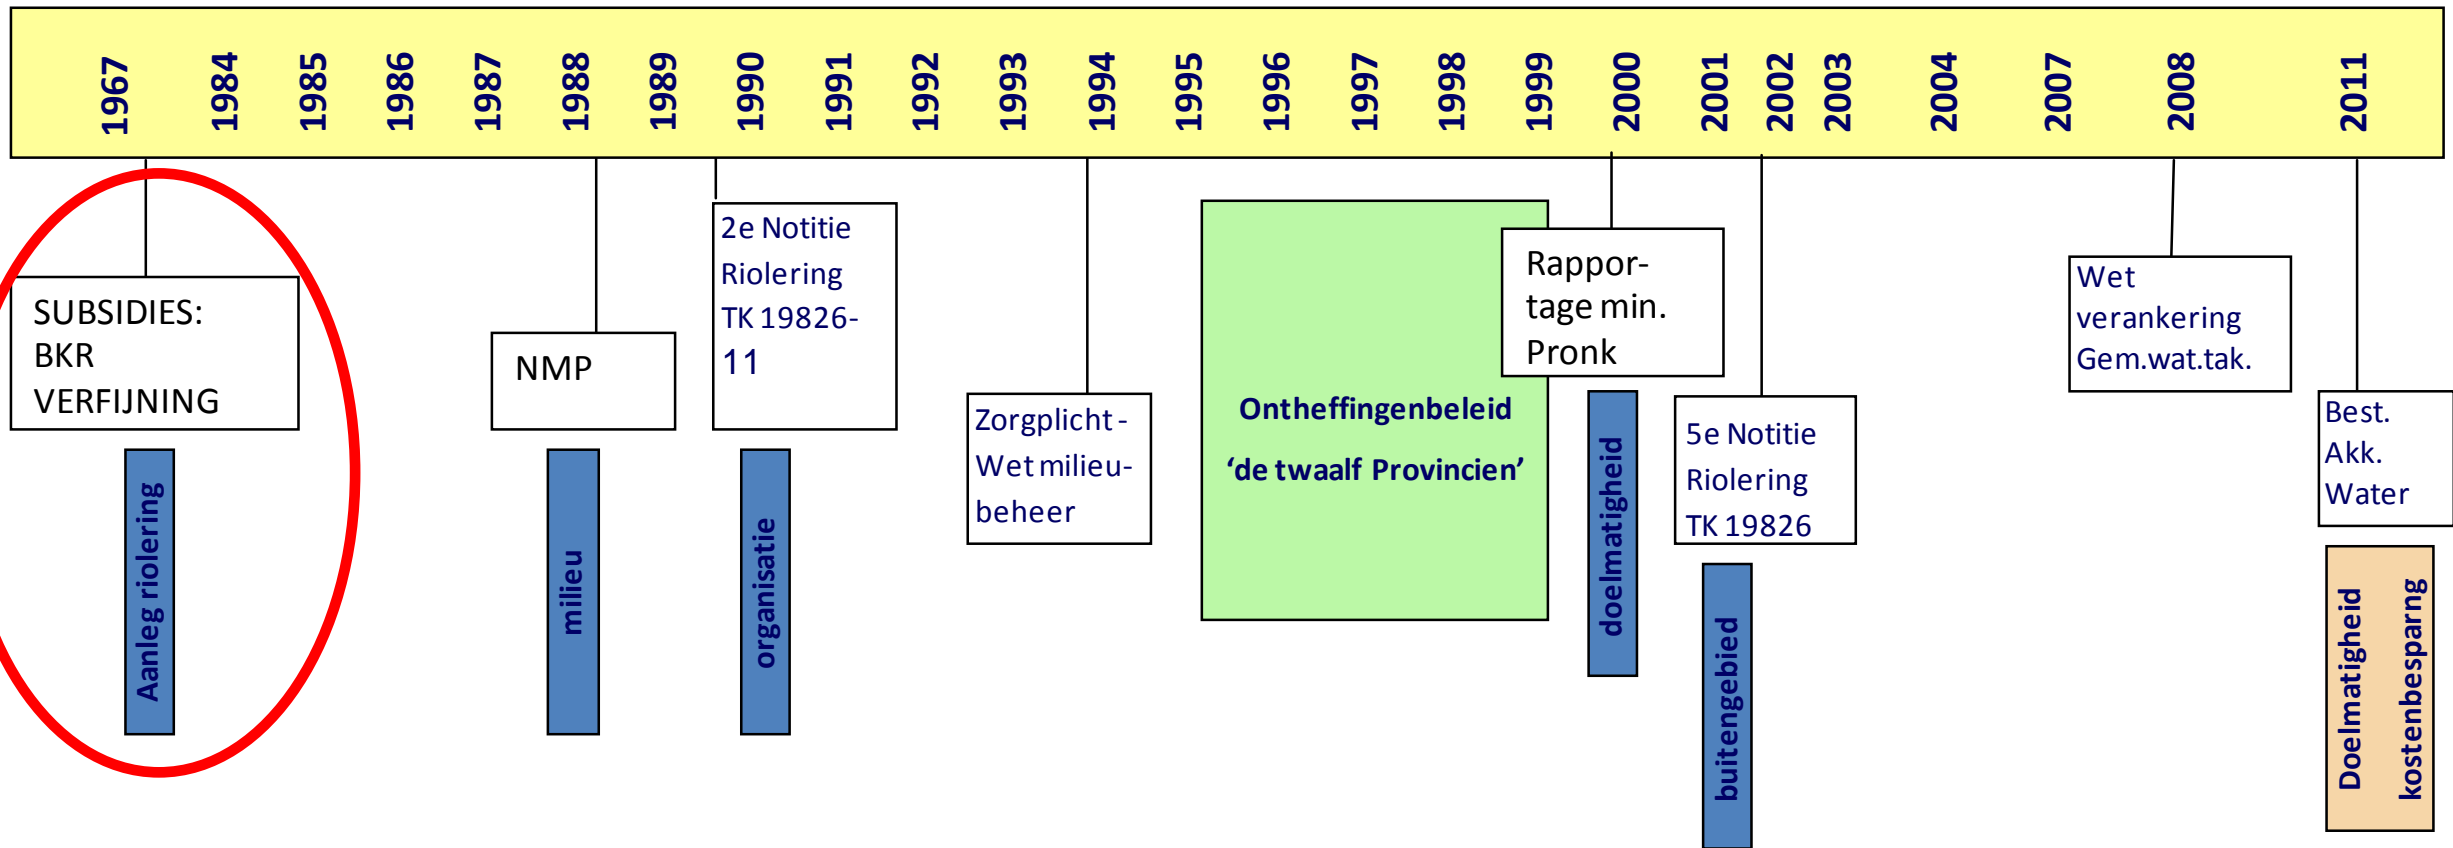 1967
1984
1985
1986
1987
1988
1989
1990
1991
1992
1993
1994
1995
1996
1997
1998
1999
2000
2001
2002
2003
2004
2007
2008
2011
SUBSIDIES:
BKR
VERFIJNING
Aanleg riolering
NMP
milieu
2e Notitie
Riolering
TK 19826-
11
organisatie
Zorgplicht -
Wet milieu-
beheer
Ontheffingenbeleid
‘de twaalf Provincien’
Rappor-
tage min.
Pronk
doelmatigheid
5e Notitie
Riolering
TK 19826
buitengebied
Wet
verankering
Gem.wat.tak.
Best.
Akk.
Water
Doelmatigheid
kostenbesparng